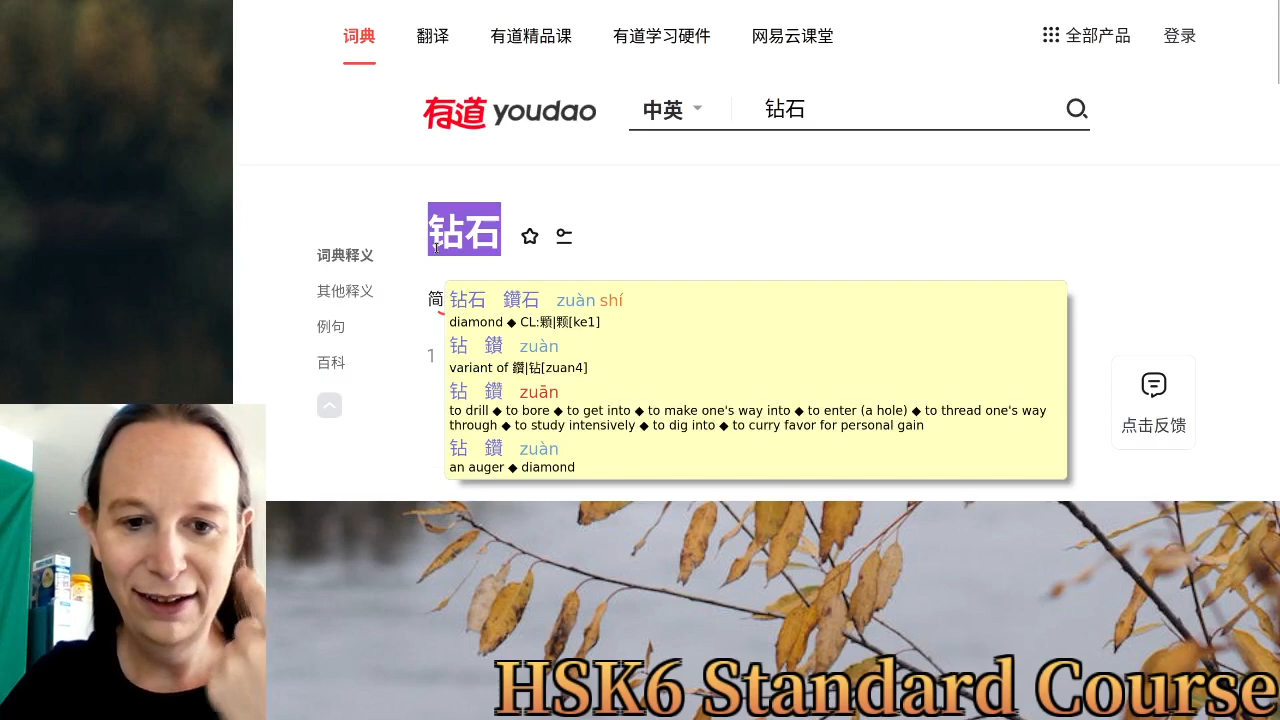 词典 翻译 有道精品课 有道学习硬件 网易云课堂 全部产品 登录
有道 youdao 中英 钻石
钻石
词典释义
其他释义
例句
百科
简
1
钻石 鑽石 zuàn shí
diamond ◆ CL:顆|颗[ke1]
钻 鑚 zuàn
variant of 鑽|钻[zuan4]
钻 鑽 zuān
to drill ◆ to bore ◆ to get into ◆ to make one's way into ◆ to enter (a hole) ◆ to thread one's way
through ◆ to study intensively ◆ to dig into ◆ to curry favor for personal gain
钻 鑽 zuàn
an auger ◆ diamond
点击反馈
HSK6 Standard Course